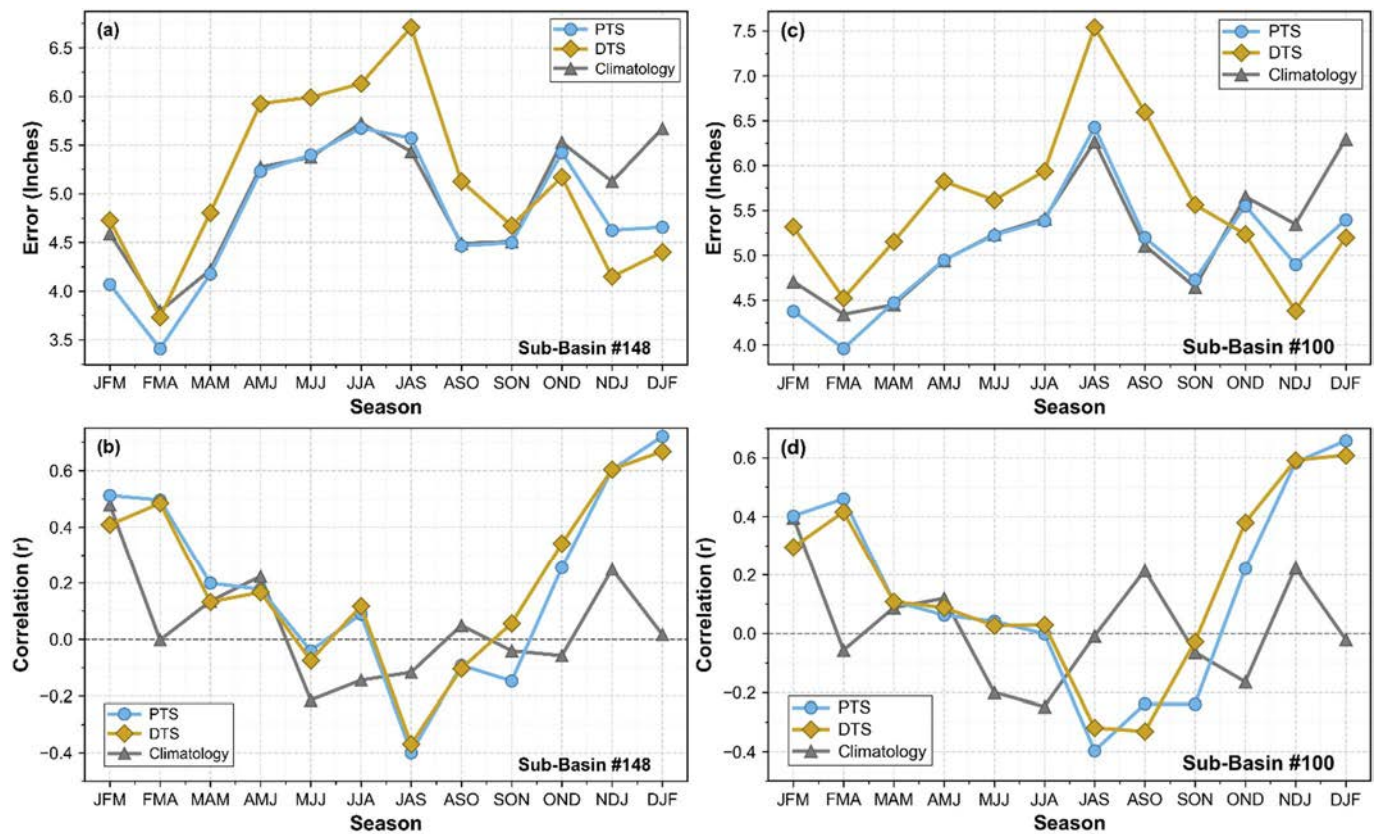 (a)
PTS
DTS
Climatology
Error (Inches)
6.5
6.0
5.5
5.0
4.5
4.0
3.5
Sub-Basin #148
JFM FMA MAM AMJ MJJ JJA JAS ASO SON OND NDJ DJF
Season
(c)
PTS
DTS
Climatology
Error (Inches)
7.5
7.0
6.5
6.0
5.5
5.0
4.5
4.0
Sub-Basin #100
JFM FMA MAM AMJ MJJ JJA JAS ASO SON OND NDJ DJF
Season
(b)
Correlation (r)
0.6
0.4
0.2
0.0
−0.2
−0.4
PTS
DTS
Climatology
Sub-Basin #148
JFM FMA MAM AMJ MJJ JJA JAS ASO SON OND NDJ DJF
Season
(d)
Correlation (r)
0.6
0.4
0.2
0.0
−0.2
−0.4
PTS
DTS
Climatology
Sub-Basin #100
JFM FMA MAM AMJ MJJ JJA JAS ASO SON OND NDJ DJF
Season